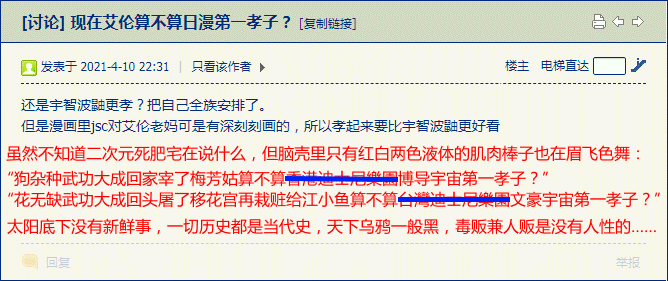 [讨论] 现在艾伦算不算日漫第一孝子？ [复制链接]
发表于 2021-4-10 22:31 | 只看该作者 楼主 电梯直达
还是宇智波鼬更孝？把自己全族安排了。
但是漫画里jsc对艾伦老妈可是有深刻刻画的，所以孝起来要比宇智波鼬更好看
虽然不知道二次元死肥宅在说什么，但脑壳里只有红白两色液体的肌肉棒子也在眉飞色舞：
“狗杂种武功大成回家宰了梅芳姑算不算香港迪士尼樂園博导宇宙第一孝子？”
“花无缺武功大成回头屠了移花宫再栽赃给江小鱼算不算台灣迪士尼樂園文豪宇宙第一孝子？”
太阳底下没有新鲜事，一切历史都是当代史，天下乌鸦一般黑，毒贩兼人贩是没有人性的……
回复 举报